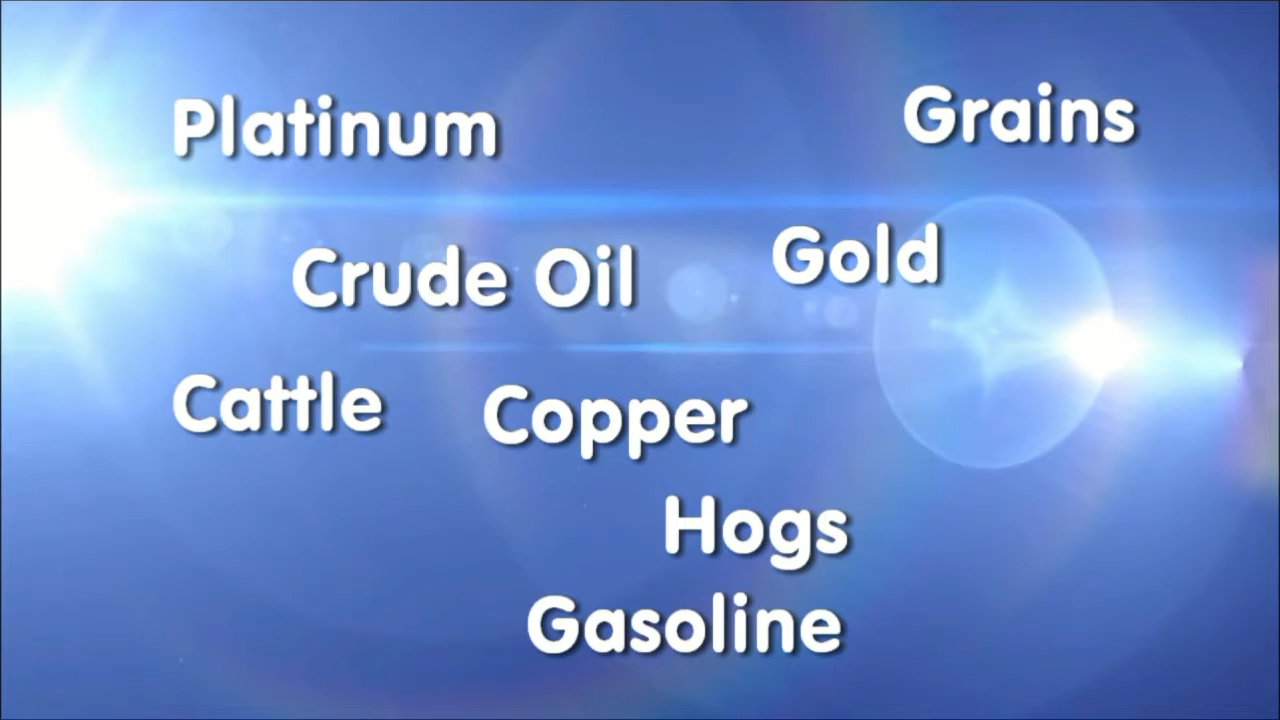 Platinum
Grains
Crude Oil
Gold
Cattle
Copper
Hogs
Gasoline